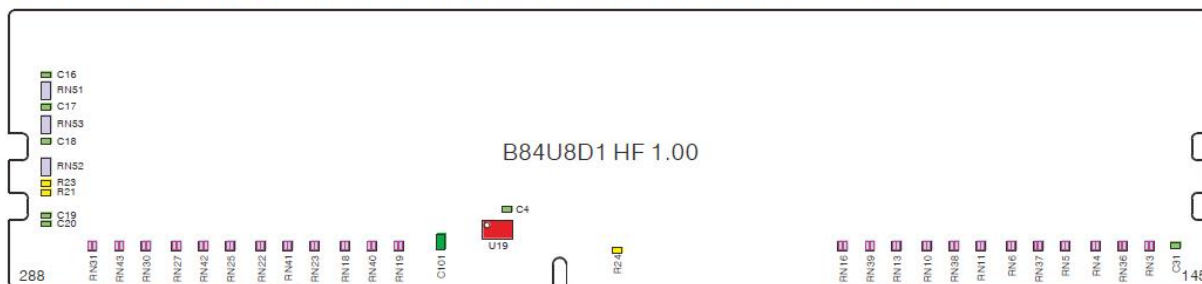 C16
RN51
C17
RN53
C18
B84U8D1 HF 1.00
RN52
R23
R21
C4
C19
C20
U19
288
RN31
RN43
RN30
RN27
RN42
RN25
RN22
RN41
RN23
RN18
RN40
RN19
C101
R24
RN16
RN39
RN13
RN10
RN38
RN11
RN6
RN37
RN5
RN4
RN36
RN3
C31
145